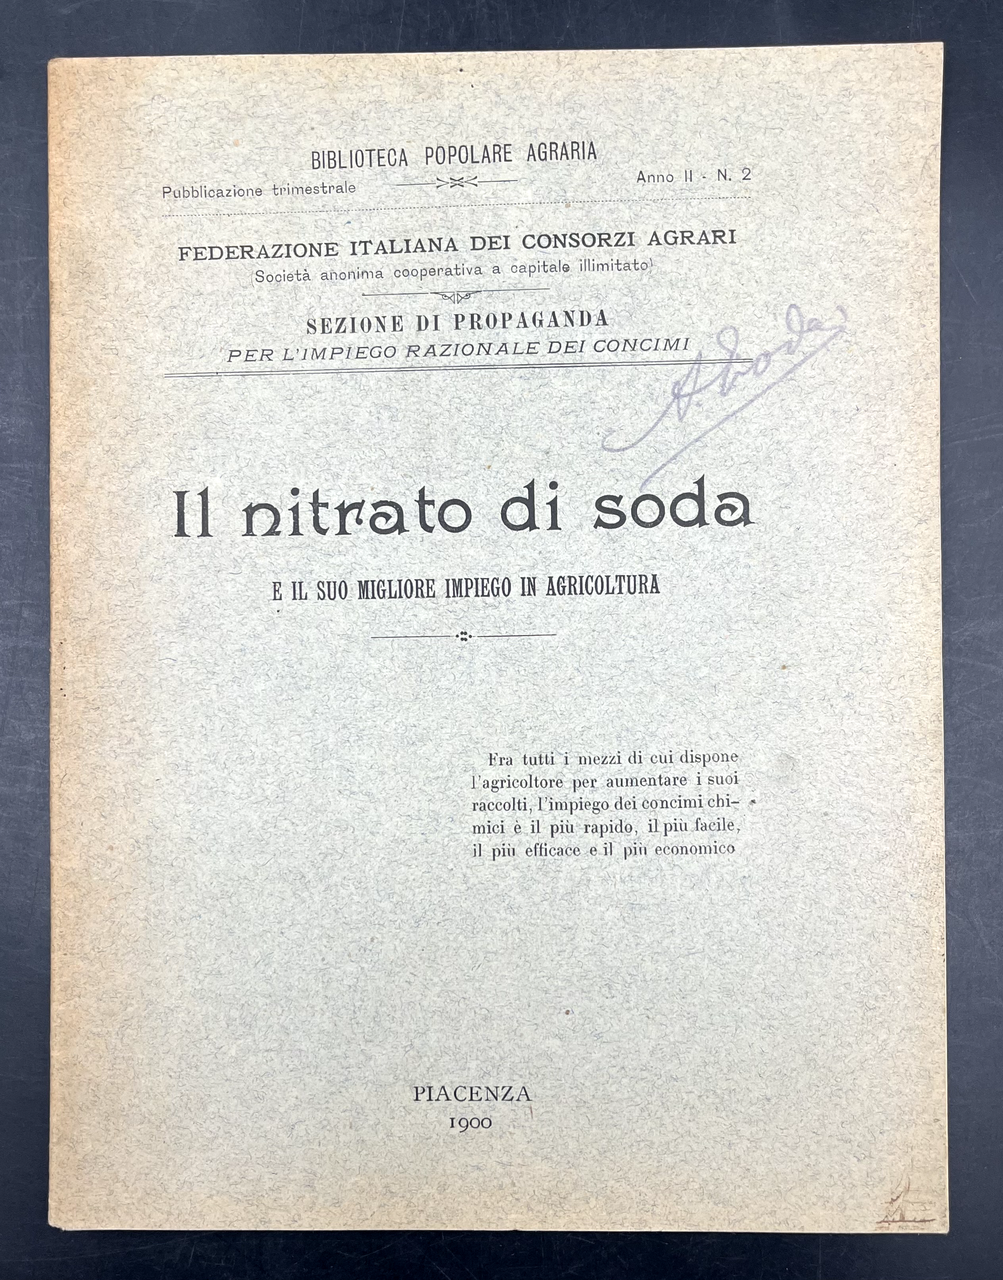 BIBLIOTECA POPOLARE AGRARIA
Pubblicazione trimestrale
Anno II - N. 2
FEDERAZIONE ITALIANA DEI CONSORZI AGRARI
(Società anonima cooperativa a capitale illimitato)
SEZIONE DI PROPAGANDA
PER L'IMPIEGO RAZIONALE DEI CONCIMI
Il nitrato di soda
E IL SUO MIGLIORE IMPIEGO IN AGRICOLTURA
Fra tutti i mezzi di cui dispone
l'agricoltore per aumentare i suoi
raccolti, l'impiego dei concimi chi-
mici è il più rapido, il più facile,
il più efficace e il più economico
PIACENZA
1900